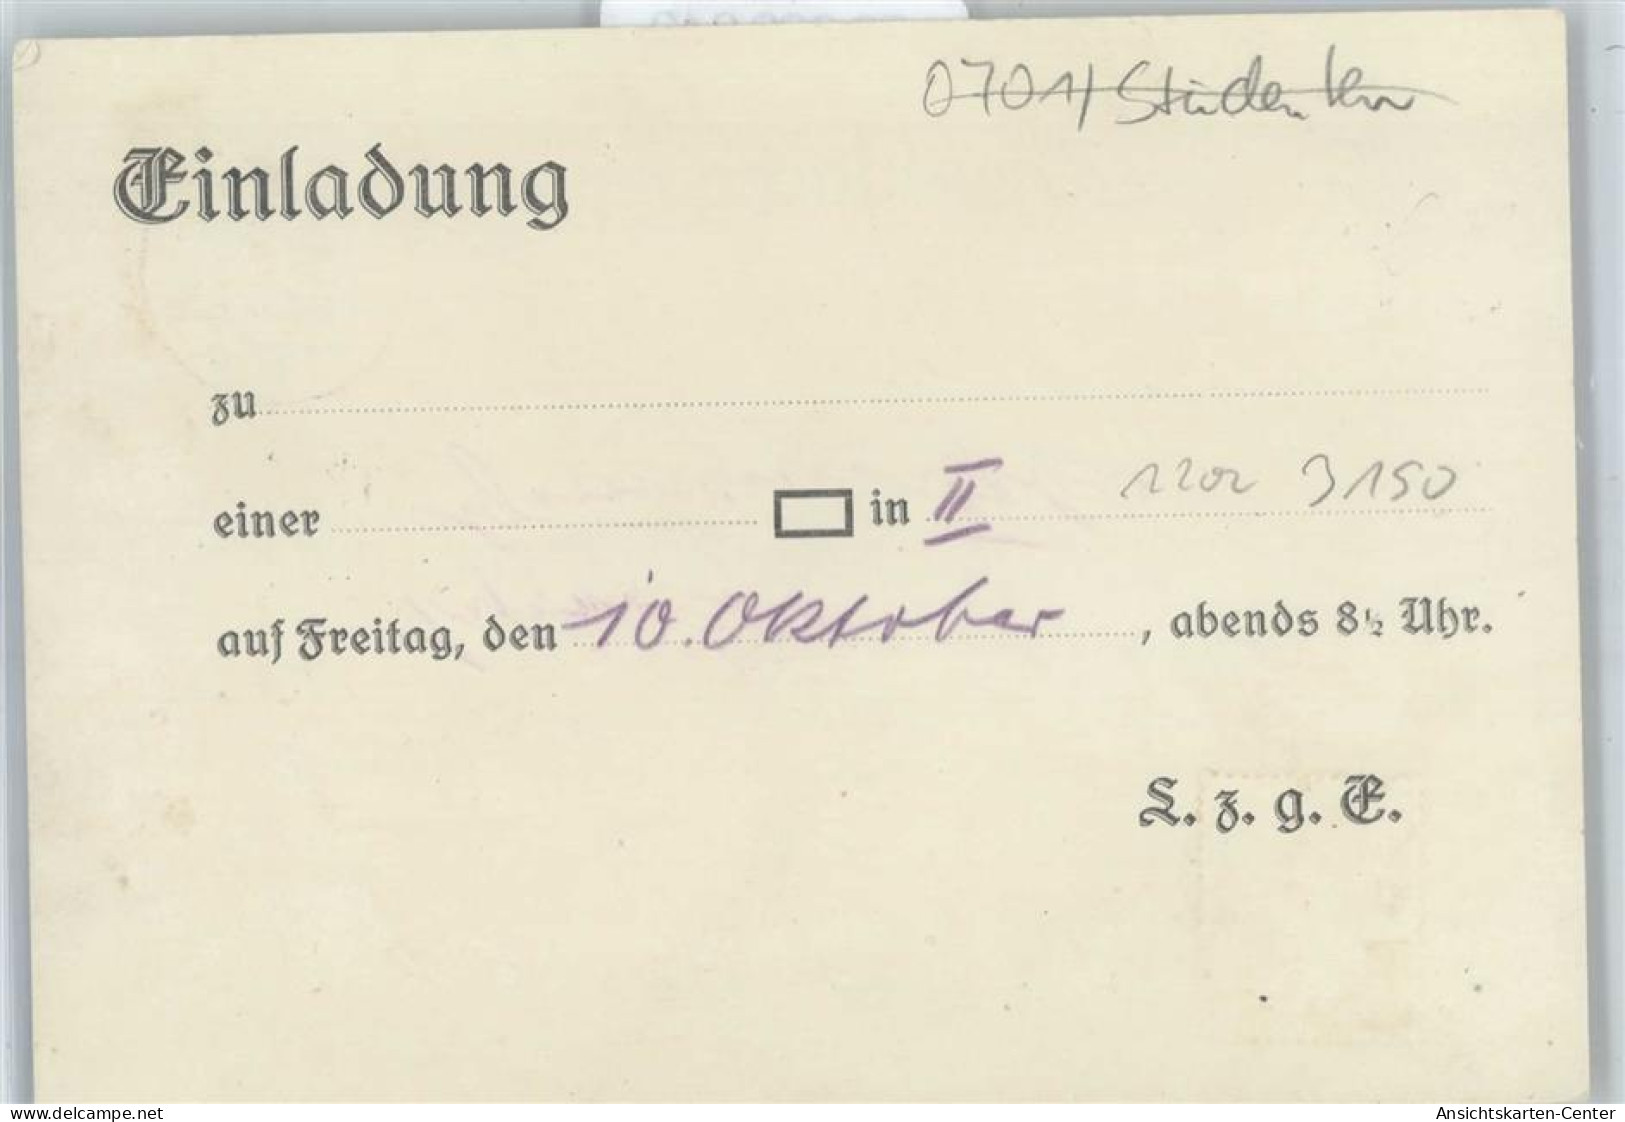 0701/ Studenten
Einladung
zu
einer ▭ in II
3150
auf Freitag, den 10. Oktober, abends 8½ Uhr.
L. z. g. E.
www.delcampe.net
Ansichtskarten-Center